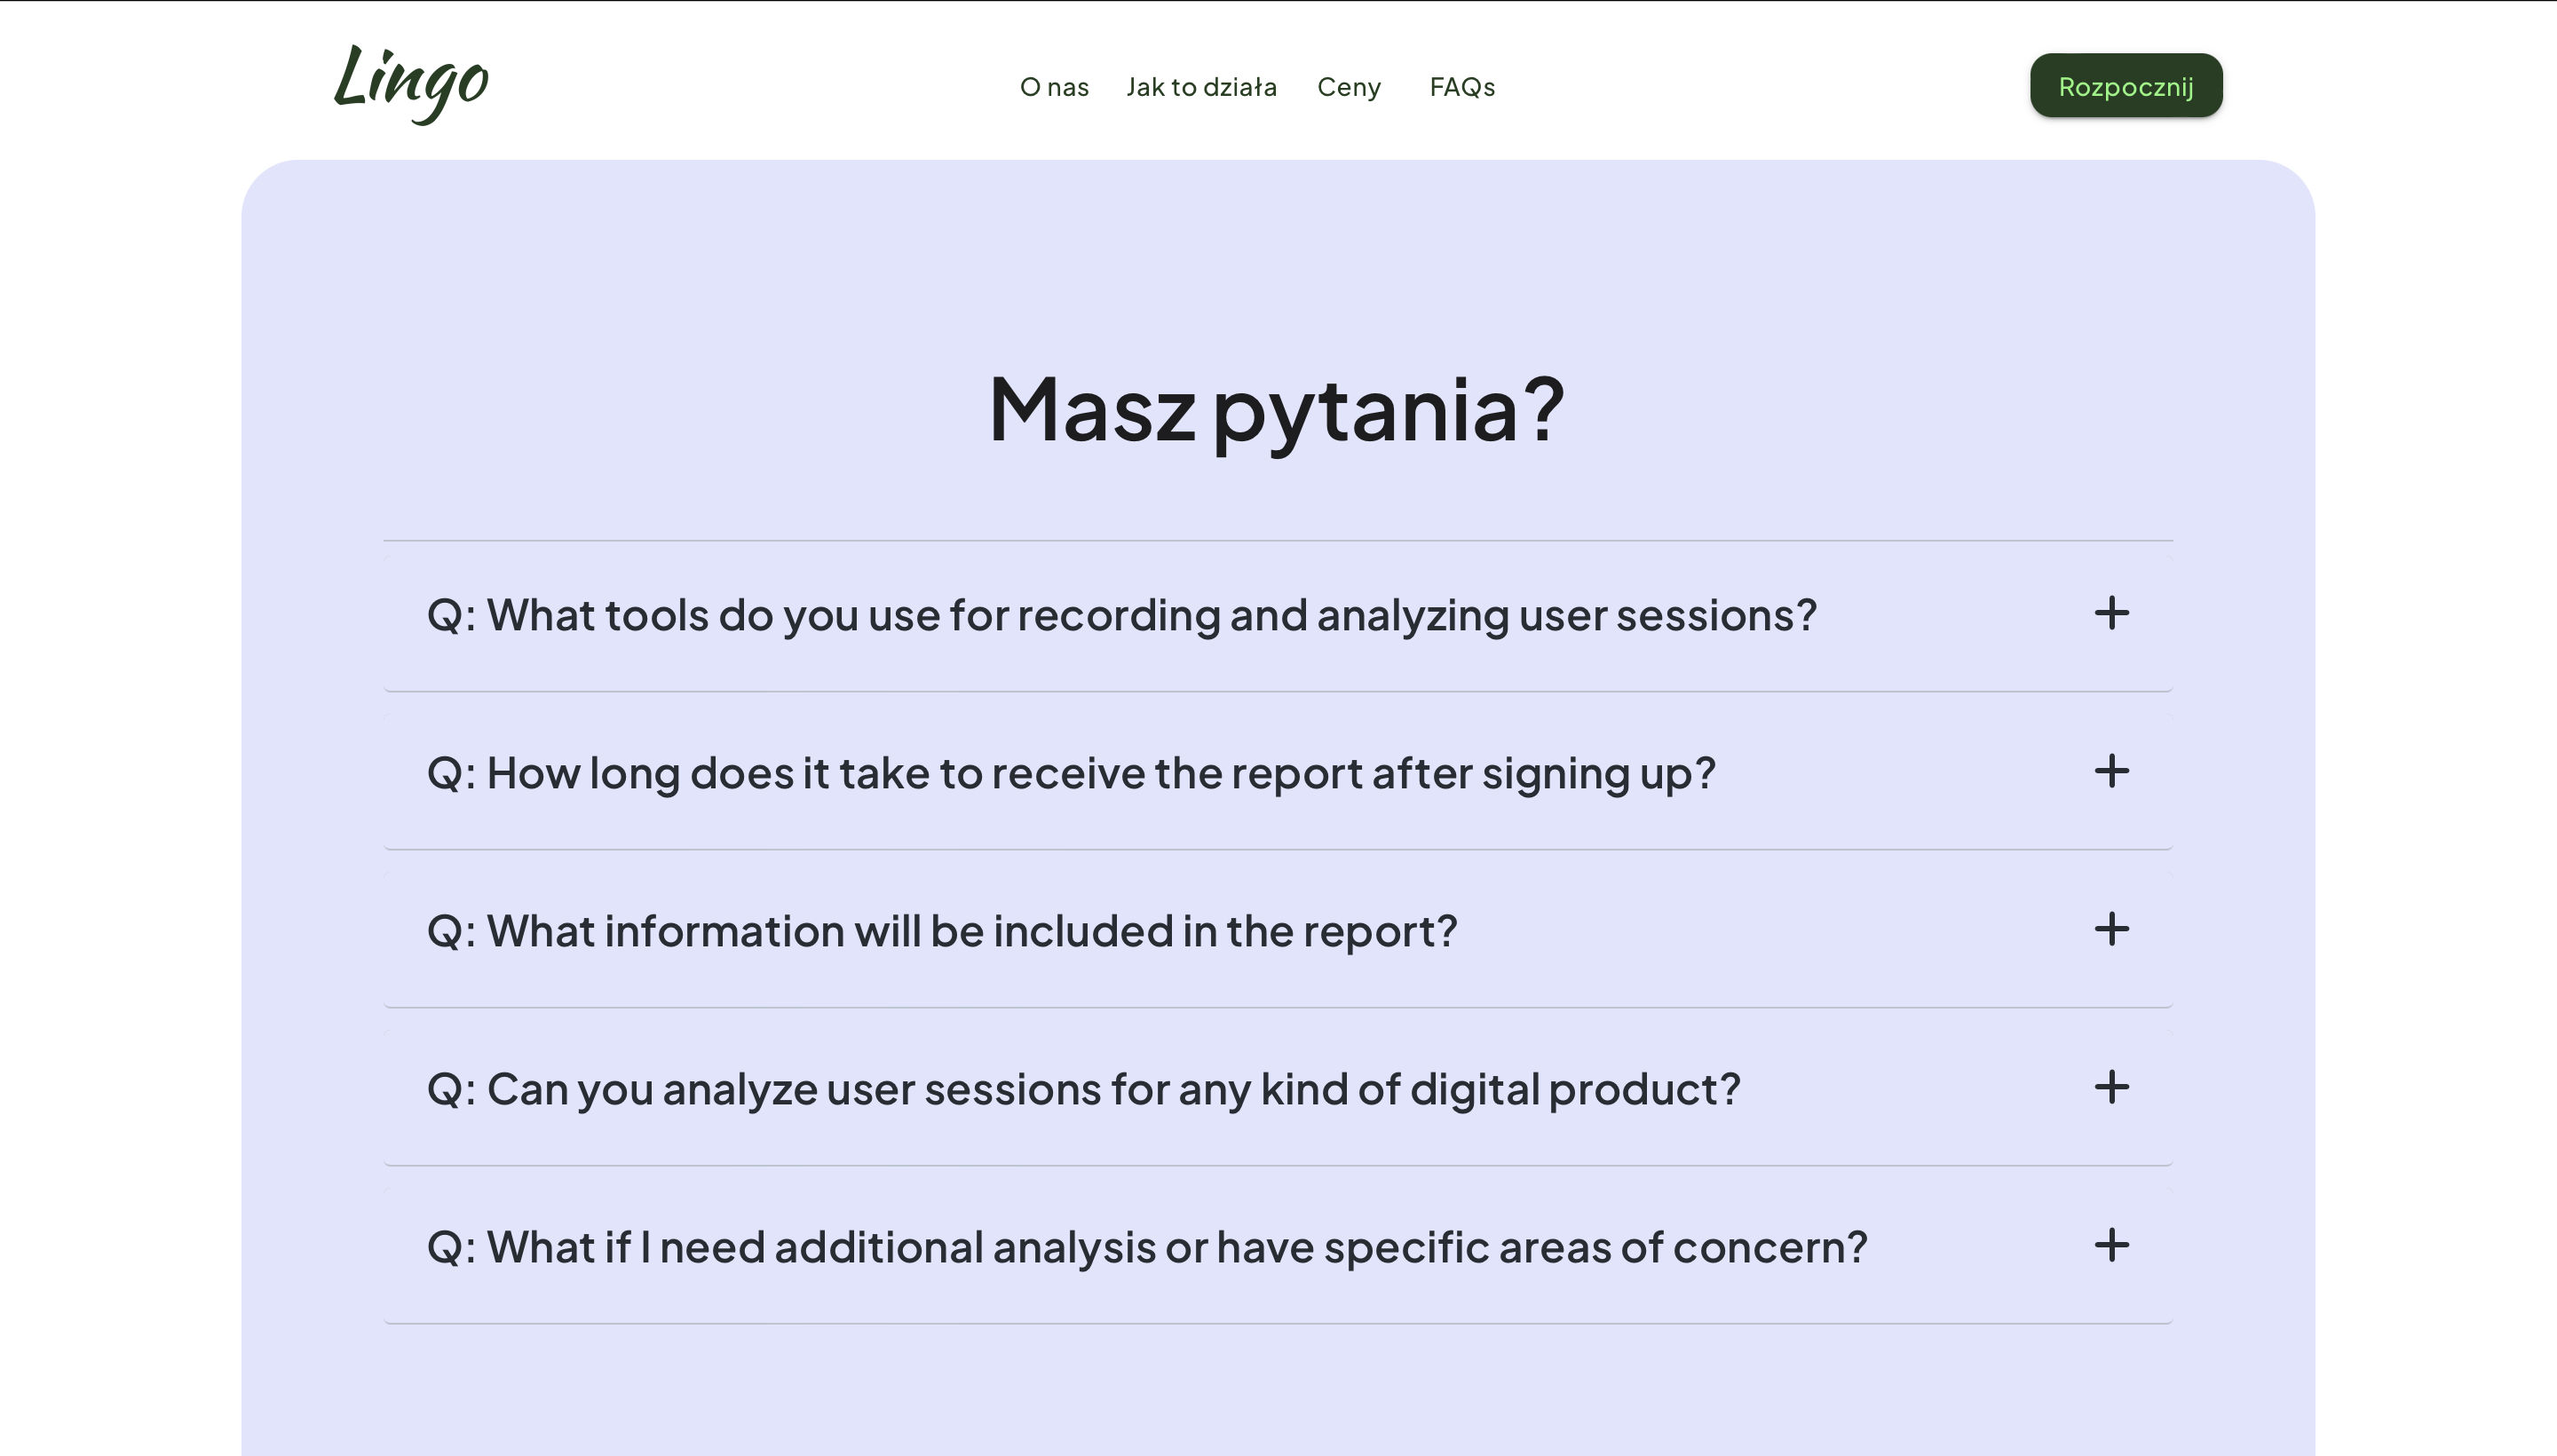 Lingo
O nas Jak to działa Ceny FAQs
Rozpocznij
Masz pytania?
Q: What tools do you use for recording and analyzing user sessions?
Q: How long does it take to receive the report after signing up?
Q: What information will be included in the report?
Q: Can you analyze user sessions for any kind of digital product?
Q: What if I need additional analysis or have specific areas of concern?